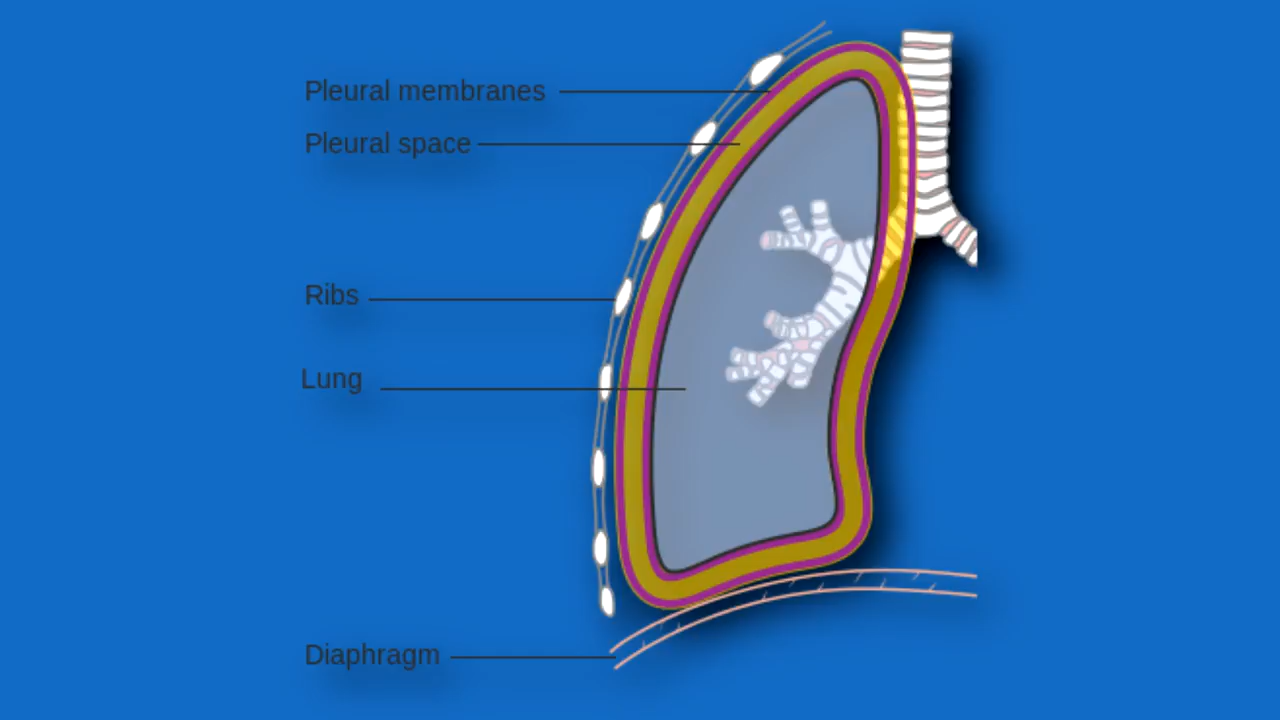 Pleural membranes
Pleural space
Ribs
Lung
Diaphragm